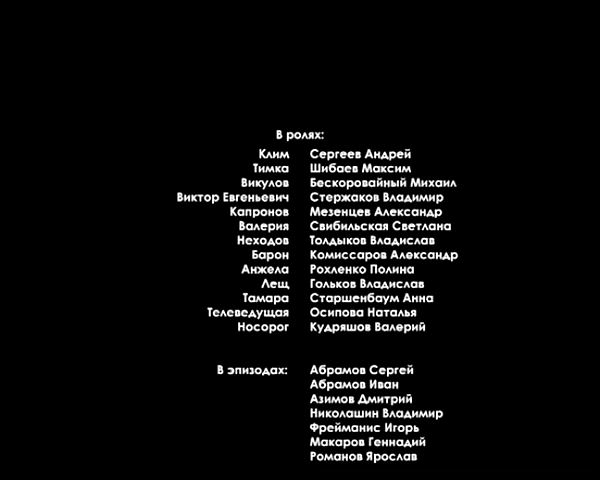 В ролях:
Клим Сергеев Андрей
Тимка Шибаев Максим
Викулов Бескоровайный Михаил
Виктор Евгеньевич Стержаков Владимир
Капронов Мезенцев Александр
Валерия Свибильская Светлана
Неходов Толдыков Владислав
Барон Комиссаров Александр
Анжела Рохленко Полина
Лещ Гольков Владислав
Тамара Старшенбаум Анна
Телеведущая Осипова Наталья
Носорог Кудряшов Валерий
В эпизодах: Абрамов Сергей
Абрамов Иван
Азимов Дмитрий
Николашин Владимир
Фрейманис Игорь
Макаров Геннадий
Романов Ярослав